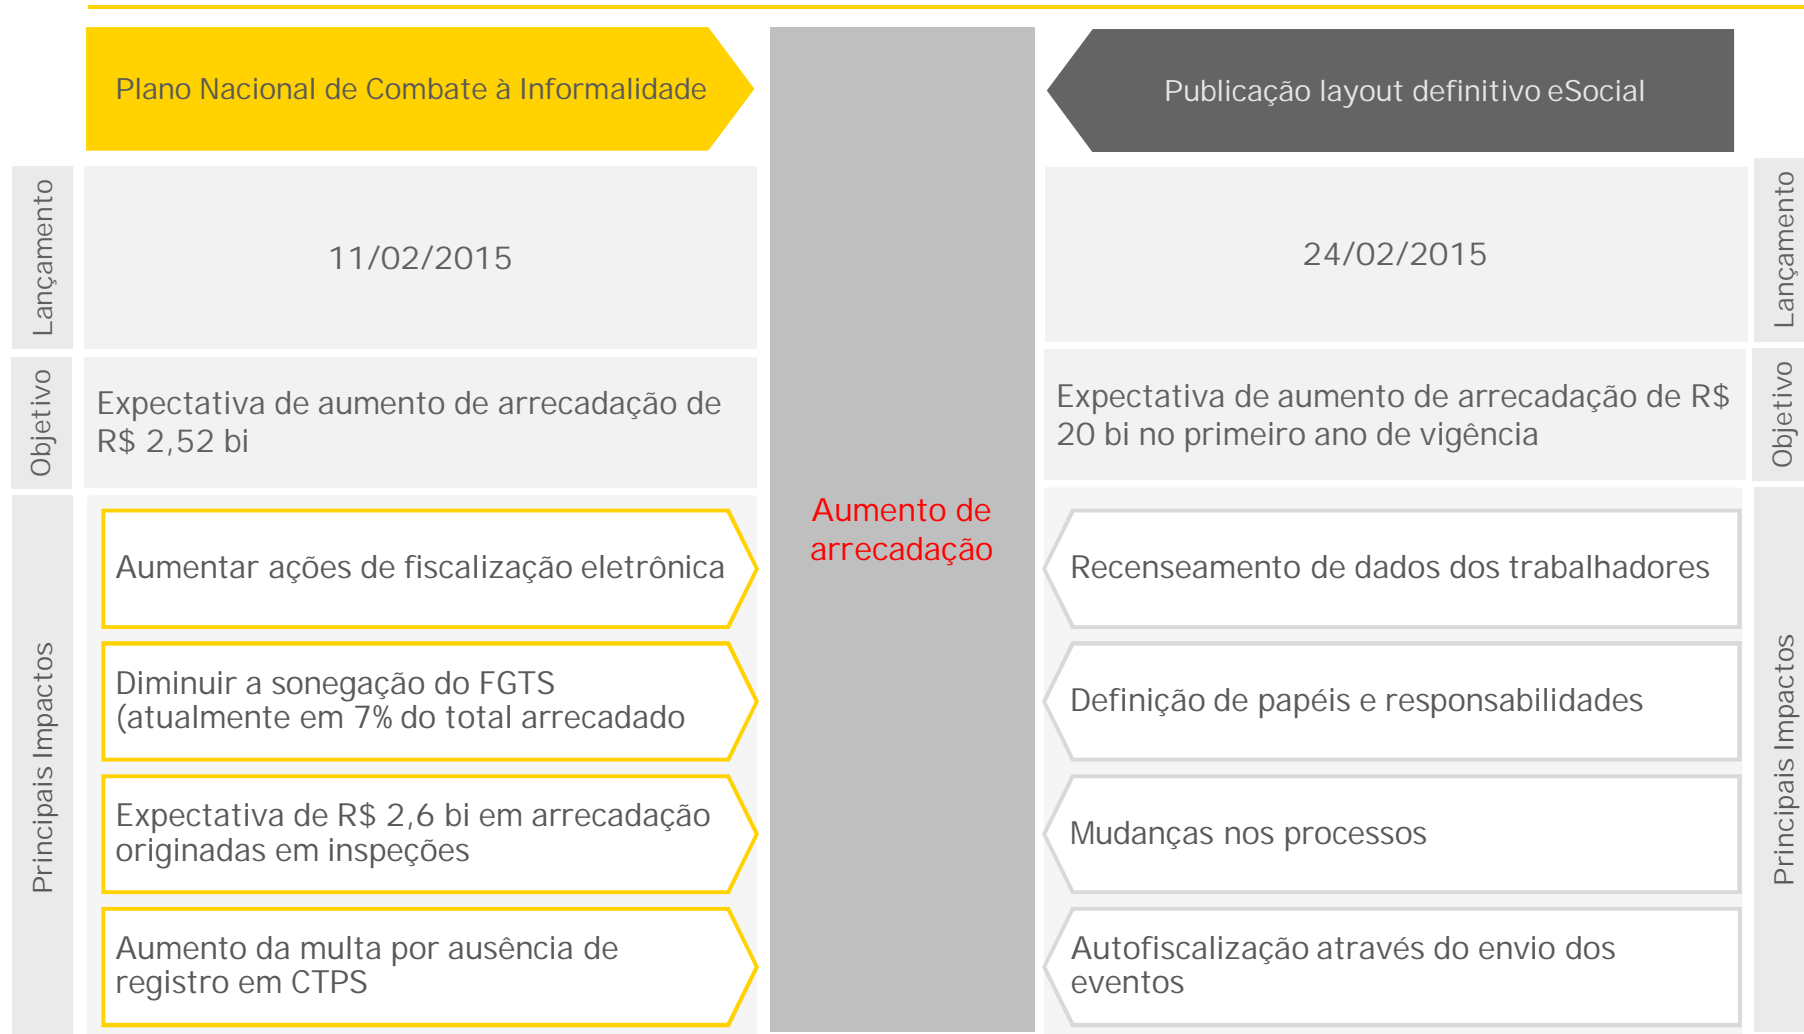 Plano Nacional de Combate à Informalidade
Publicação layout definitivo eSocial
Lançamento
11/02/2015
24/02/2015
Lançamento
Objetivo
Expectativa de aumento de arrecadação de
R$ 2,52 bi
Expectativa de aumento de arrecadação de R$
20 bi no primeiro ano de vigência
Objetivo
Aumento de
arrecadação
Principais Impactos
Aumentar ações de fiscalização eletrônica
Diminuir a sonegação do FGTS
(atualmente em 7% do total arrecadado
Expectativa de R$ 2,6 bi em arrecadação
originadas em inspeções
Aumento da multa por ausência de
registro em CTPS
Recenseamento de dados dos trabalhadores
Definição de papéis e responsabilidades
Mudanças nos processos
Autofiscalização através do envio dos
eventos
Principais Impactos